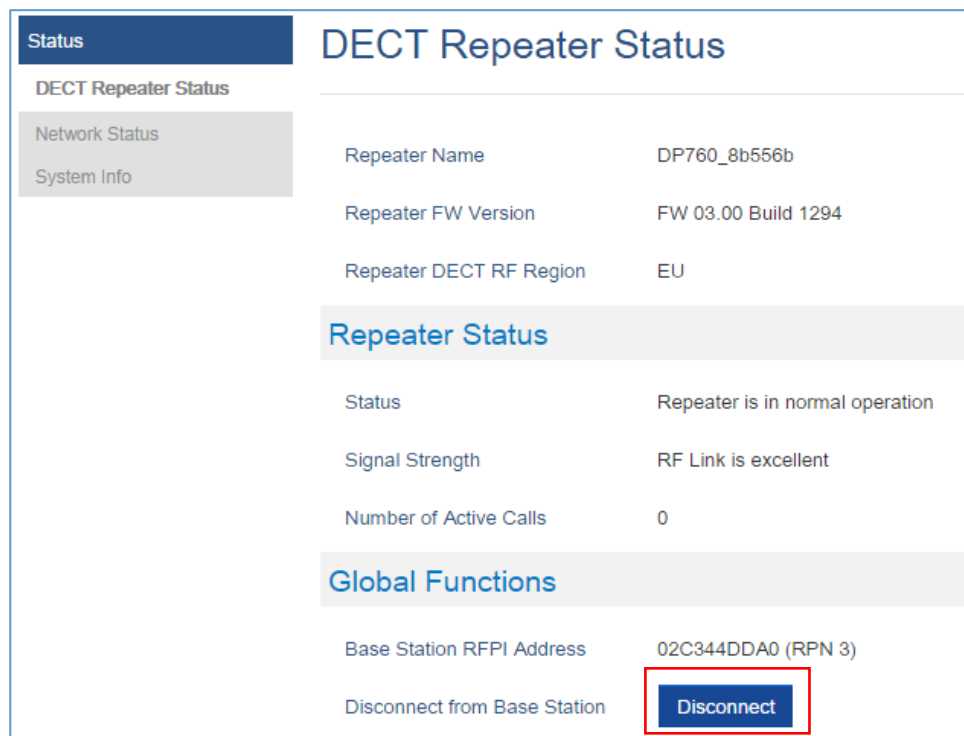 Status
DECT Repeater Status
Network Status
System Info
DECT Repeater Status
Repeater Name DP760_8b556b
Repeater FW Version FW 03.00 Build 1294
Repeater DECT RF Region EU
Repeater Status
Status Repeater is in normal operation
Signal Strength RF Link is excellent
Number of Active Calls 0
Global Functions
Base Station RFPI Address 02C344DDA0 (RPN 3)
Disconnect from Base Station Disconnect